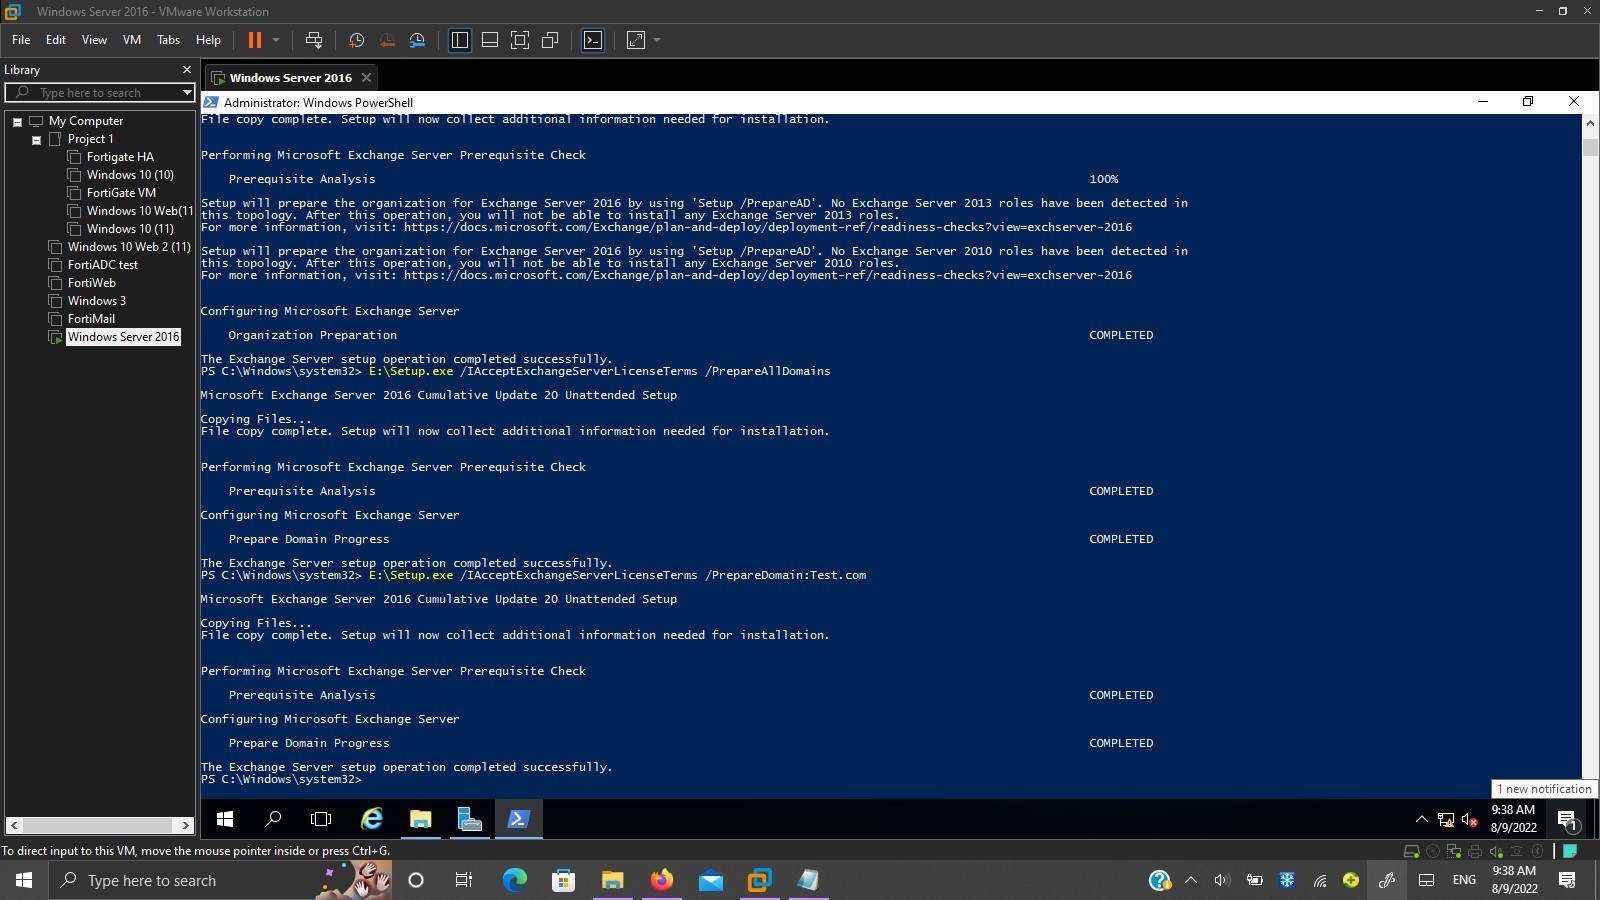 Windows Server 2016 - VMware Workstation
File Edit View VM Tabs Help
Library
Type here to search
My Computer
Project 1
Fortigate HA
Windows 10 (10)
FortiGate VM
Windows 10 Web(11
Windows 10 (11)
Windows 10 Web 2 (11)
FortiADC test
FortiWeb
Windows 3
FortiMail
Windows Server 2016
Windows Server 2016
Administrator: Windows PowerShell
File copy complete. Setup will now collect additional information needed for installation.
Performing Microsoft Exchange Server Prerequisite Check
Prerequisite Analysis 100%
Setup will prepare the organization for Exchange Server 2016 by using 'Setup /PrepareAD'. No Exchange Server 2013 roles have been detected in
this topology. After this operation, you will not be able to install any Exchange Server 2013 roles.
For more information, visit: https://docs.microsoft.com/Exchange/plan-and-deploy/deployment-ref/readiness-checks?view=exchserver-2016
Setup will prepare the organization for Exchange Server 2016 by using 'Setup /PrepareAD'. No Exchange Server 2010 roles have been detected in
this topology. After this operation, you will not be able to install any Exchange Server 2010 roles.
For more information, visit: https://docs.microsoft.com/Exchange/plan-and-deploy/deployment-ref/readiness-checks?view=exchserver-2016
Configuring Microsoft Exchange Server
Organization Preparation COMPLETED
The Exchange Server setup operation completed successfully.
PS C:\Windows\system32> E:\Setup.exe /IAcceptExchangeServerLicenseTerms /PrepareAllDomains
Microsoft Exchange Server 2016 Cumulative Update 20 Unattended Setup
Copying Files...
File copy complete. Setup will now collect additional information needed for installation.
Performing Microsoft Exchange Server Prerequisite Check
Prerequisite Analysis COMPLETED
Configuring Microsoft Exchange Server
Prepare Domain Progress COMPLETED
The Exchange Server setup operation completed successfully.
PS C:\Windows\system32> E:\Setup.exe /IAcceptExchangeServerLicenseTerms /PrepareDomain:Test.com
Microsoft Exchange Server 2016 Cumulative Update 20 Unattended Setup
Copying Files...
File copy complete. Setup will now collect additional information needed for installation.
Performing Microsoft Exchange Server Prerequisite Check
Prerequisite Analysis COMPLETED
Configuring Microsoft Exchange Server
Prepare Domain Progress COMPLETED
The Exchange Server setup operation completed successfully.
PS C:\Windows\system32>
1 new notification
9:38 AM
8/9/2022
1
To direct input to this VM, move the mouse pointer inside or press Ctrl+G.
Type here to search
ENG
9:38 AM
8/9/2022